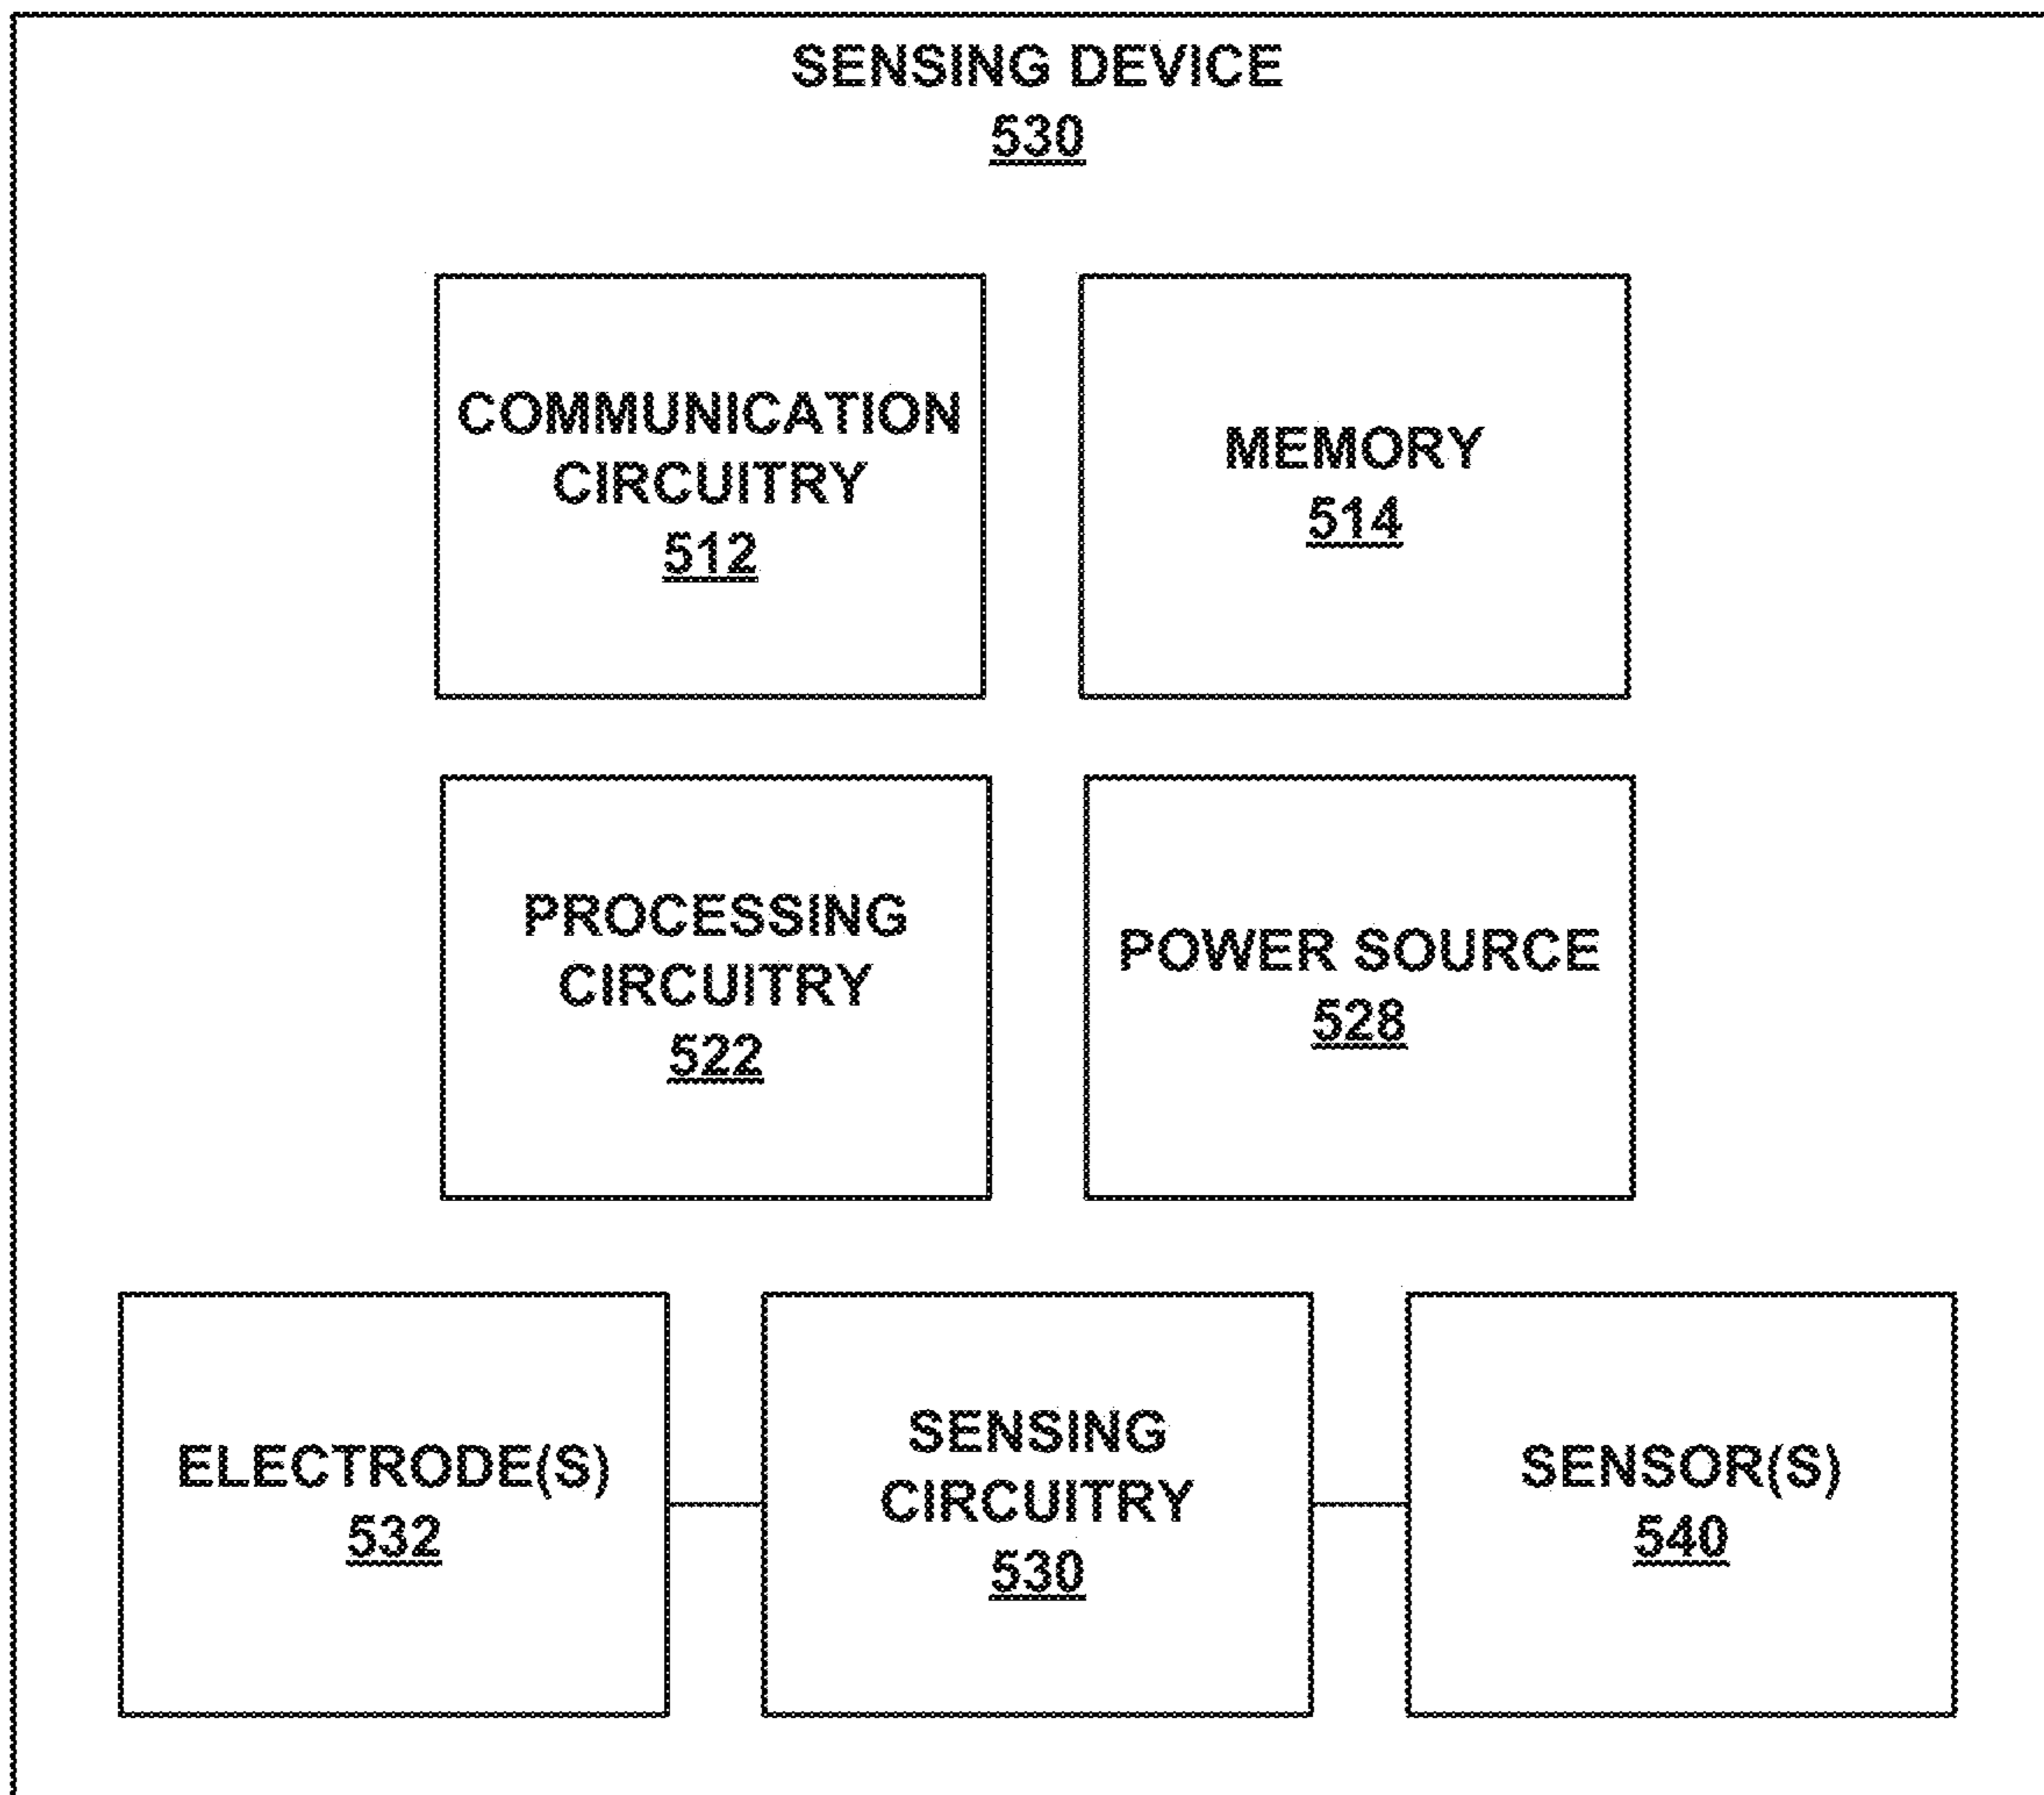 SENSING DEVICE
530
COMMUNICATION
CIRCUITRY
512
MEMORY
514
PROCESSING
CIRCUITRY
522
POWER SOURCE
528
ELECTRODE(S)
532
SENSING
CIRCUITRY
530
SENSOR(S)
540